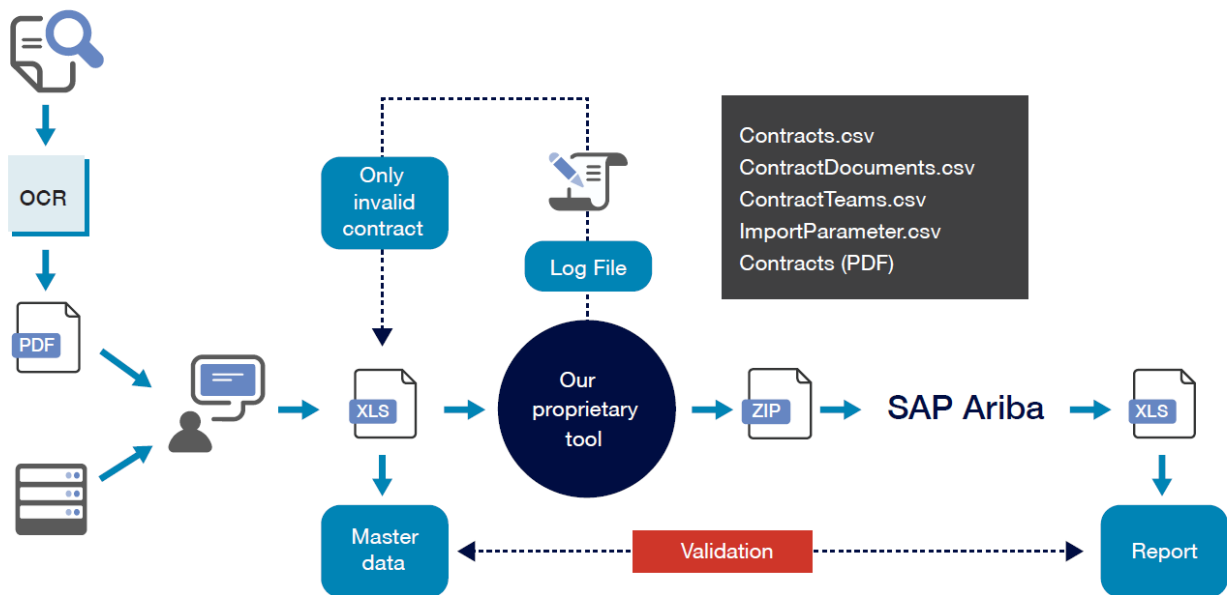 OCR
PDF
Only
invalid
contract
Log File
Contracts.csv
ContractDocuments.csv
ContractTeams.csv
ImportParameter.csv
Contracts (PDF)
XLS
Our
proprietary
tool
ZIP
SAP Ariba
XLS
Master
data
Validation
Report